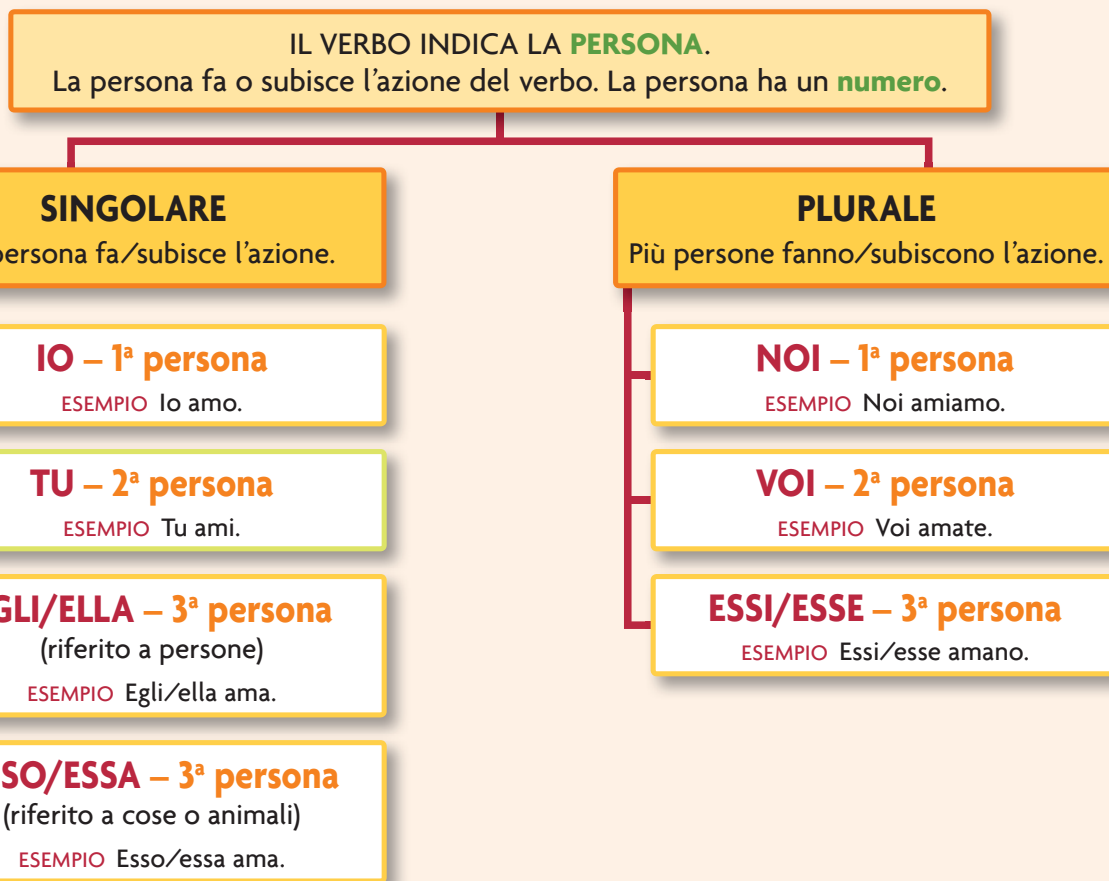 IL VERBO INDICA LA PERSONA.
La persona fa o subisce l’azione del verbo. La persona ha un numero.
SINGOLARE
persona fa/subisce l’azione.
IO – 1ª persona
ESEMPIO Io amo.
TU – 2ª persona
ESEMPIO Tu ami.
GLI/ELLA – 3ª persona
(riferito a persone)
ESEMPIO Egli/ella ama.
SO/ESSA – 3ª persona
(riferito a cose o animali)
ESEMPIO Esso/essa ama.
PLURALE
Più persone fanno/subiscono l’azione.
NOI – 1ª persona
ESEMPIO Noi amiamo.
VOI – 2ª persona
ESEMPIO Voi amate.
ESSI/ESSE – 3ª persona
ESEMPIO Essi/esse amano.